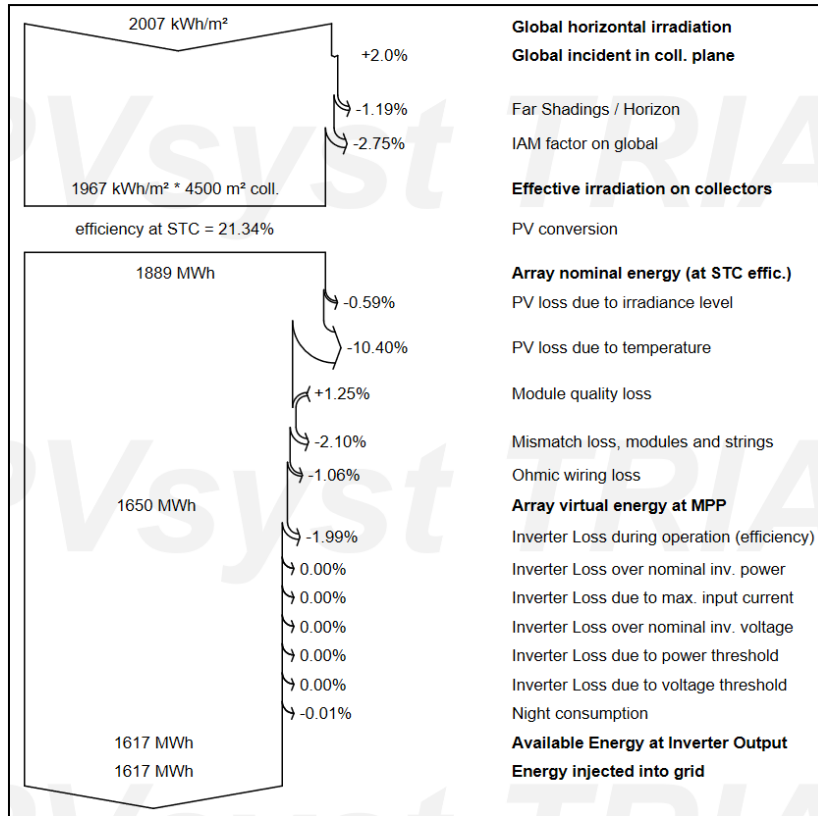 2007 kWh/m² Global horizontal irradiation
+2.0% Global incident in coll. plane
-1.19% Far Shadings / Horizon
-2.75% IAM factor on global
1967 kWh/m² * 4500 m² coll. Effective irradiation on collectors
efficiency at STC = 21.34% PV conversion
1889 MWh Array nominal energy (at STC effic.)
-0.59% PV loss due to irradiance level
-10.40% PV loss due to temperature
+1.25% Module quality loss
-2.10% Mismatch loss, modules and strings
-1.06% Ohmic wiring loss
1650 MWh Array virtual energy at MPP
-1.99% Inverter Loss during operation (efficiency)
0.00% Inverter Loss over nominal inv. power
0.00% Inverter Loss due to max. input current
0.00% Inverter Loss over nominal inv. voltage
0.00% Inverter Loss due to power threshold
0.00% Inverter Loss due to voltage threshold
-0.01% Night consumption
1617 MWh Available Energy at Inverter Output
1617 MWh Energy injected into grid
PVsyst TRIA
PVsyst TRIA